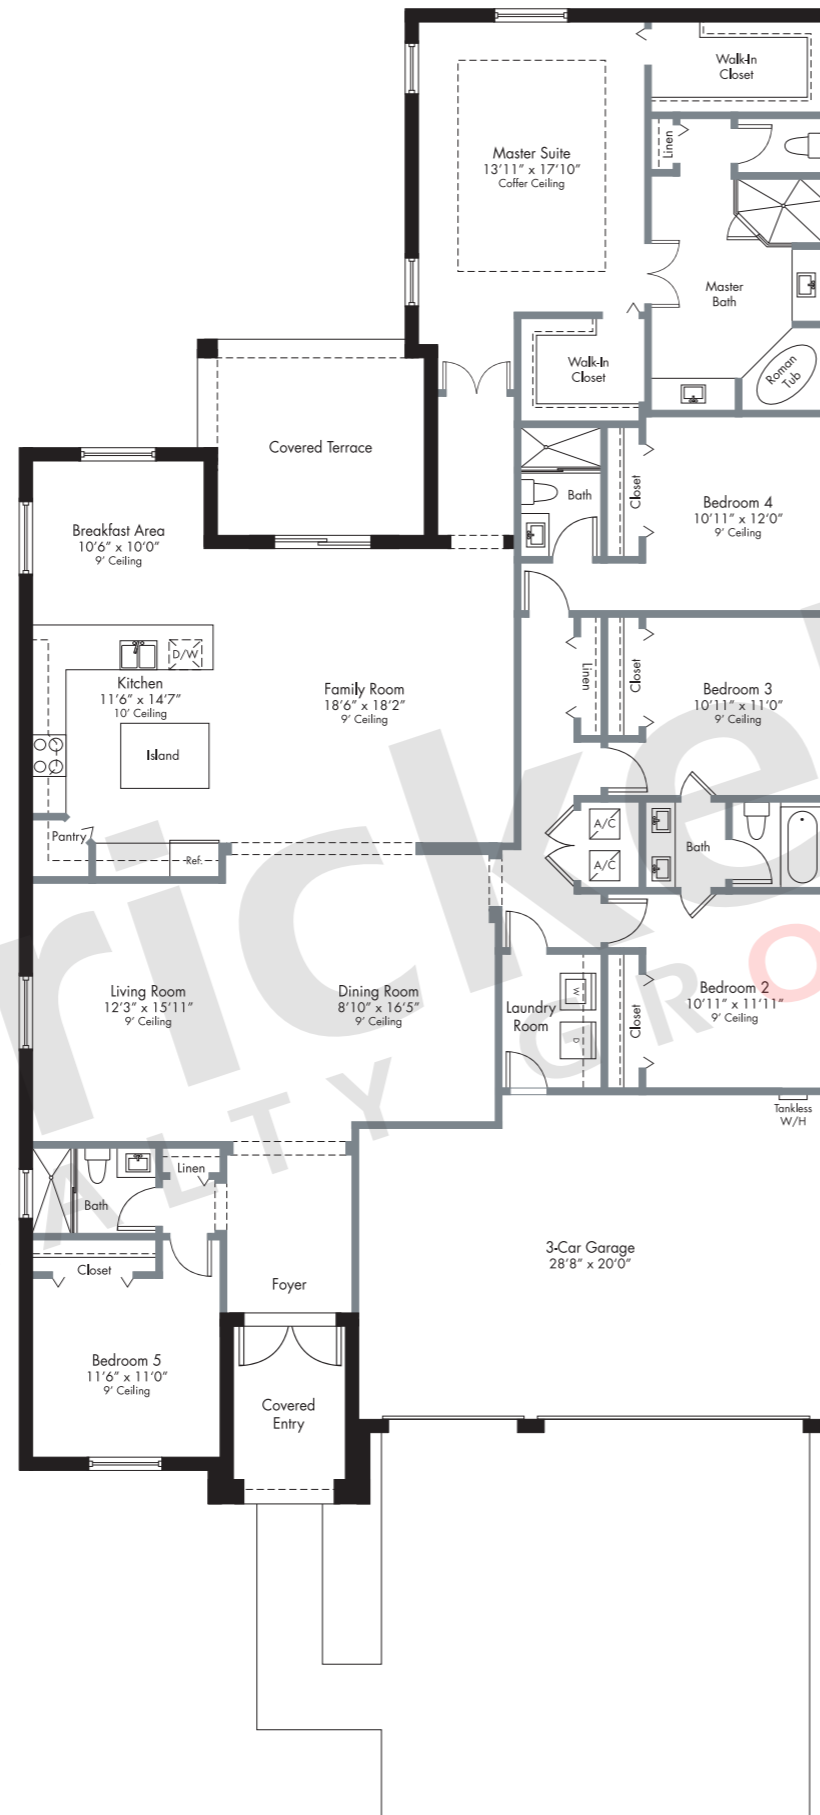 Walk-In
Closet
Linen
Master Suite
13'11" x 17'10"
Coffer Ceiling
Master
Bath
Walk-In
Closet
Roman
Tub
Covered Terrace
Bath
Closet
Bedroom 4
10'11" x 12'0"
9' Ceiling
Breakfast Area
10'6" x 10'0"
9' Ceiling
D/W
Kitchen
11'6" x 14'7"
10' Ceiling
Island
Family Room
18'6" x 18'2"
9' Ceiling
Linen
Closet
Bedroom 3
10'11" x 11'0"
9' Ceiling
Pantry
Ref.
A/C
A/C
Bath
Living Room
12'3" x 15'11"
9' Ceiling
Dining Room
8'10" x 16'5"
9' Ceiling
Laundry
Room
W
D
Closet
Bedroom 2
10'11" x 11'11"
9' Ceiling
Tankless
W/H
Linen
Bath
Closet
3-Car Garage
28'8" x 20'0"
Foyer
Bedroom 5
11'6" x 11'0"
9' Ceiling
Covered
Entry
ricke
ALTY GRO